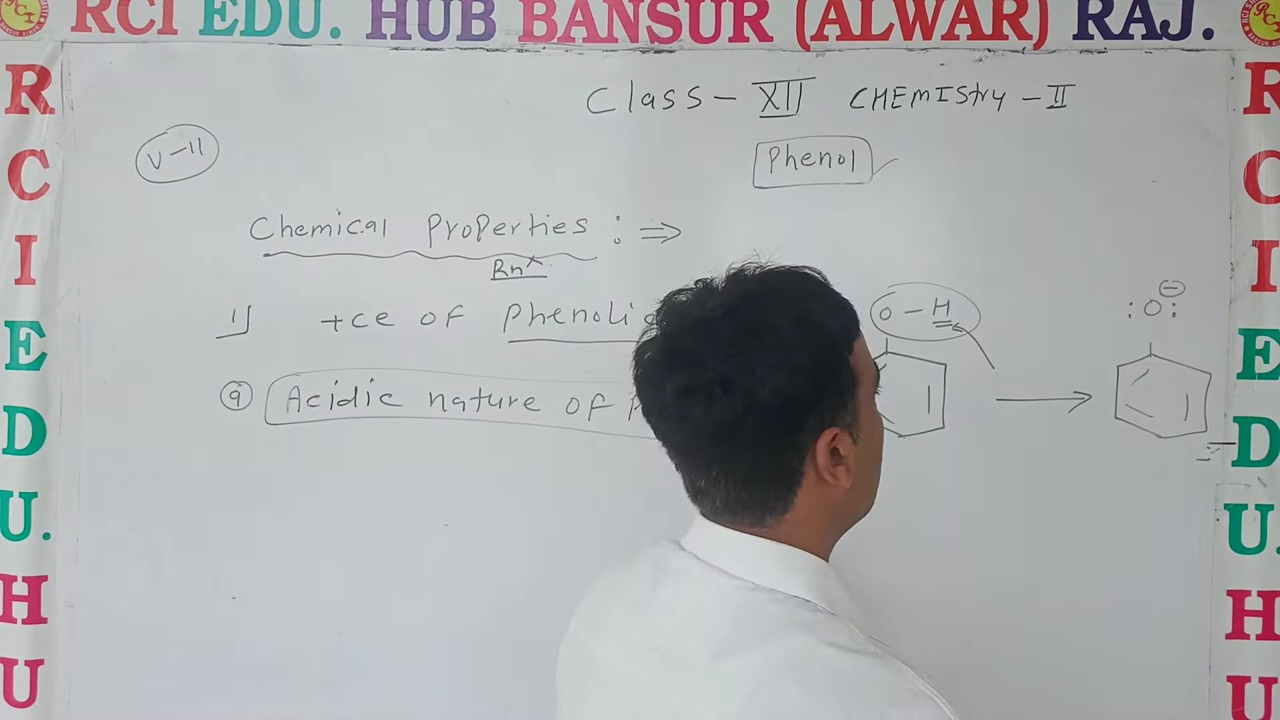 RCI EDU. HUB BANSUR (ALWAR) RAJ.
R
C
I
E
D
U.
H
U
Class - XII CHEMIStry - II
V-11
Phenol
Chemical Properties : ⇒
Rnˣ
1) +ce OF Phenoli
O - H
: O : ⊖
ⓐ Acidic nature OF
R
C
I
E
D
U.
H
U